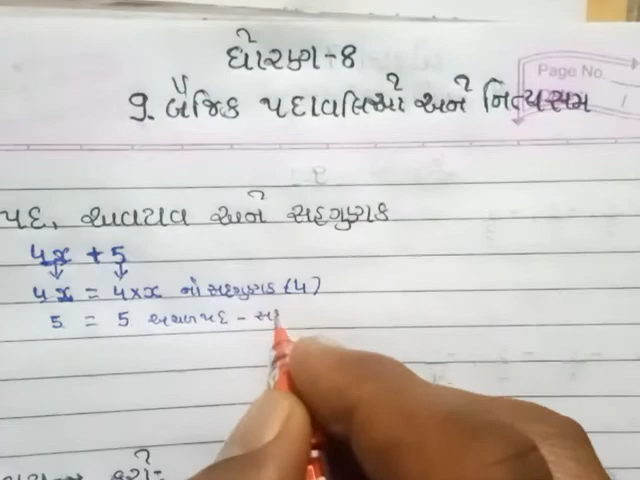 ધોરણ-8
9. બૈજિક પદાવલિઓ અને નિત્યસમ
Page No.
પદ, અવયવ અને સહગુણક
4x + 5
4x = 4×x નો સહગુણક (4)
5 = 5 અચળપદ - સહ